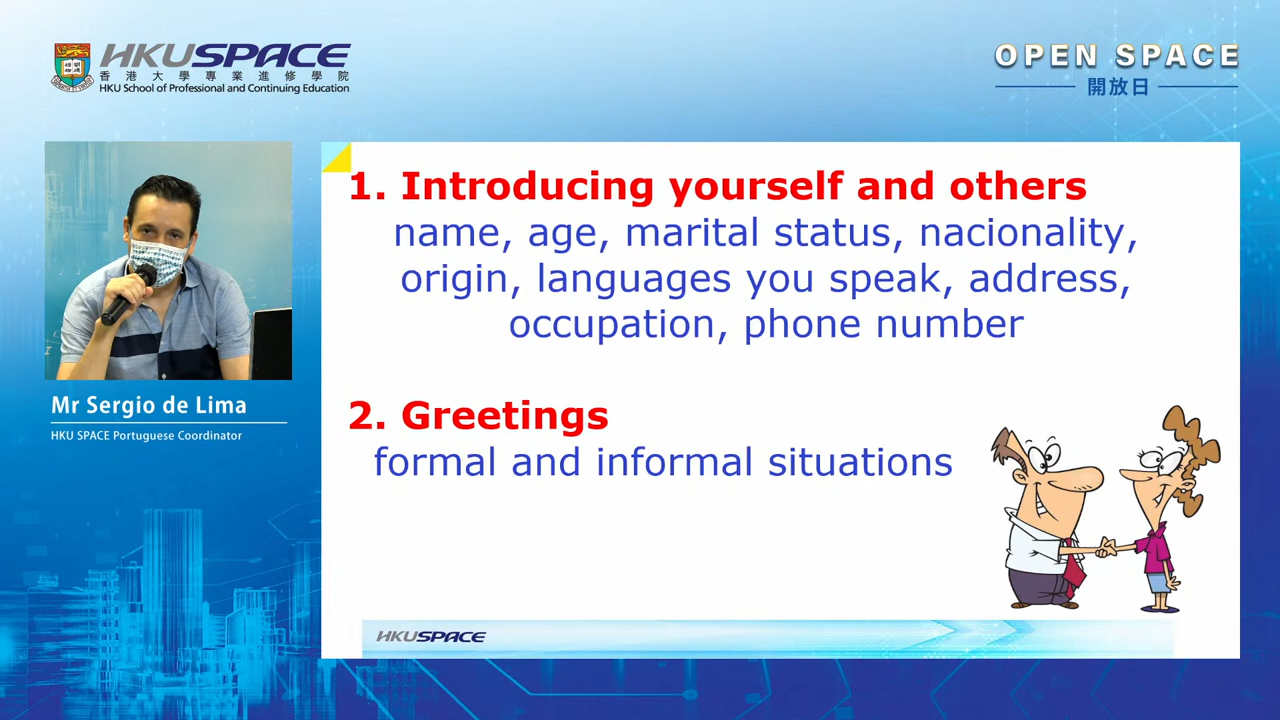 HKUSPACE
香港大學專業進修學院
HKU School of Professional and Continuing Education
OPEN SPACE
開放日
1. Introducing yourself and others
name, age, marital status, nacionality,
origin, languages you speak, address,
occupation, phone number
2. Greetings
formal and informal situations
Mr Sergio de Lima
HKU SPACE Portuguese Coordinator
HKUSPACE